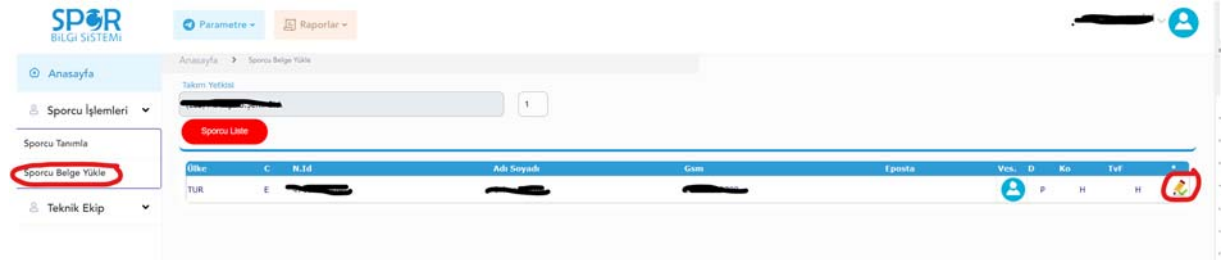 SPOR
BİLGİ SİSTEMİ
Parametre
Raporlar
Anasayfa
Anasayfa > Sporcu Belge Yükle
Takım Yetkisi
1
Sporcu İşlemleri
Sporcu Liste
Sporcu Tanımla
Sporcu Belge Yükle
Ülke C N.Id Adı Soyadı Gsm Eposta Ves. D Ko Tvf *
TUR E P H H
Teknik Ekip